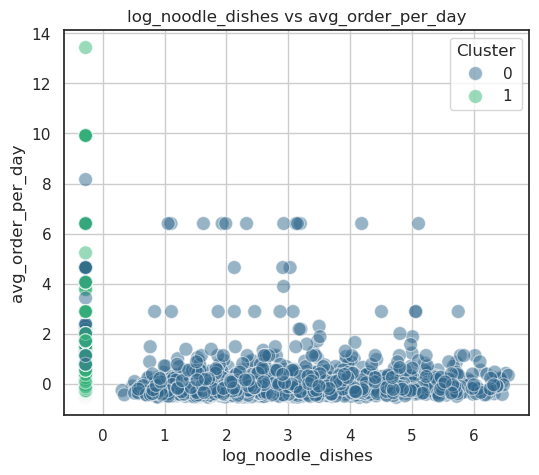 log_noodle_dishes vs avg_order_per_day
Cluster
0
1
avg_order_per_day
14
12
10
8
6
4
2
0
0 1 2 3 4 5 6
log_noodle_dishes